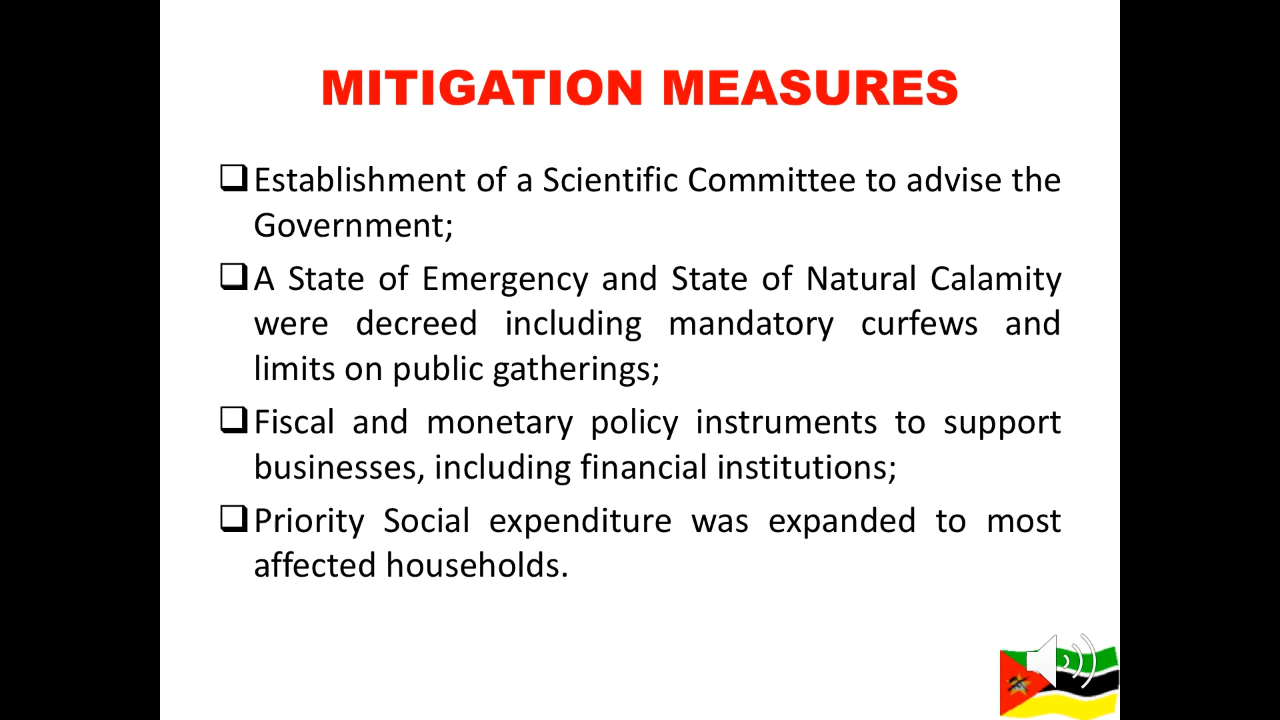 MITIGATION MEASURES
❑Establishment of a Scientific Committee to advise the
Government;
❑A State of Emergency and State of Natural Calamity
were decreed including mandatory curfews and
limits on public gatherings;
❑Fiscal and monetary policy instruments to support
businesses, including financial institutions;
❑Priority Social expenditure was expanded to most
affected households.